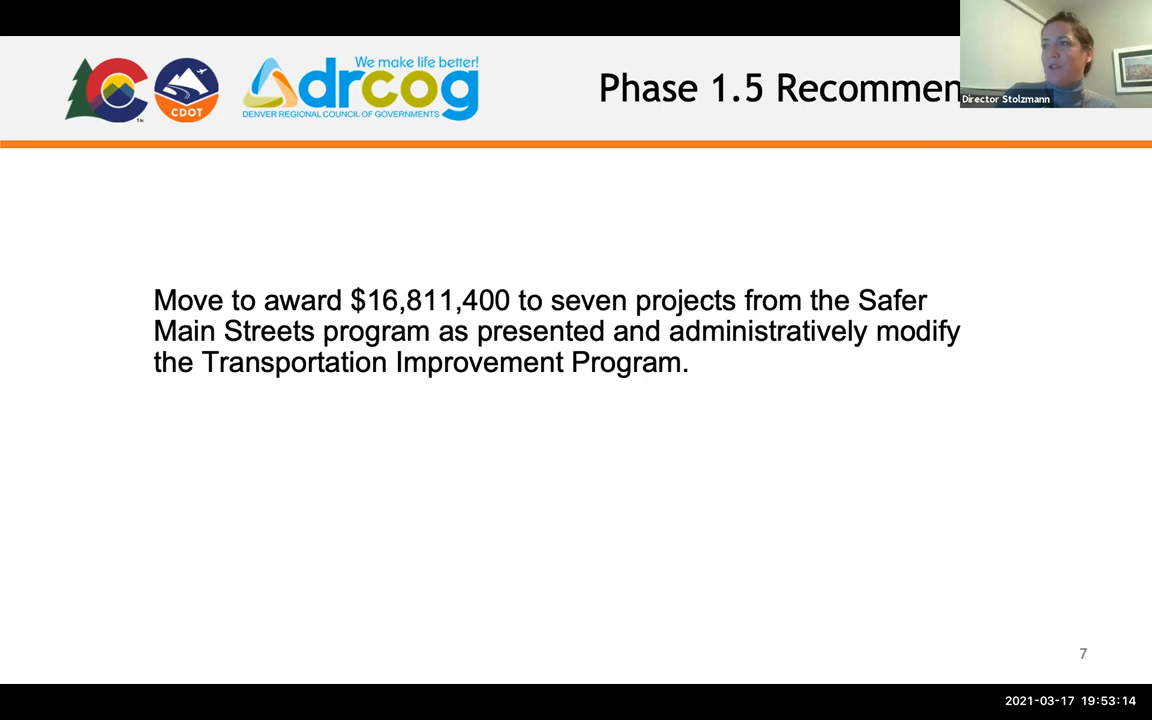 We make life better!
drcog
DENVER REGIONAL COUNCIL OF GOVERNMENTS
CDOT
TM
Phase 1.5 Recommen
Director Stolzmann
Move to award $16,811,400 to seven projects from the Safer
Main Streets program as presented and administratively modify
the Transportation Improvement Program.
7
2021-03-17 19:53:14